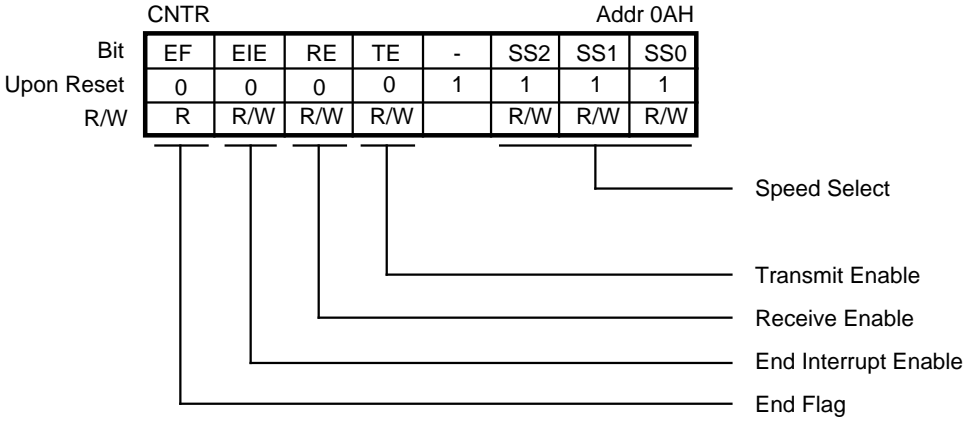 CNTR Addr 0AH
Bit EF EIE RE TE - SS2 SS1 SS0
Upon Reset 0 0 0 0 1 1 1 1
R/W R R/W R/W R/W R/W R/W R/W
Speed Select
Transmit Enable
Receive Enable
End Interrupt Enable
End Flag